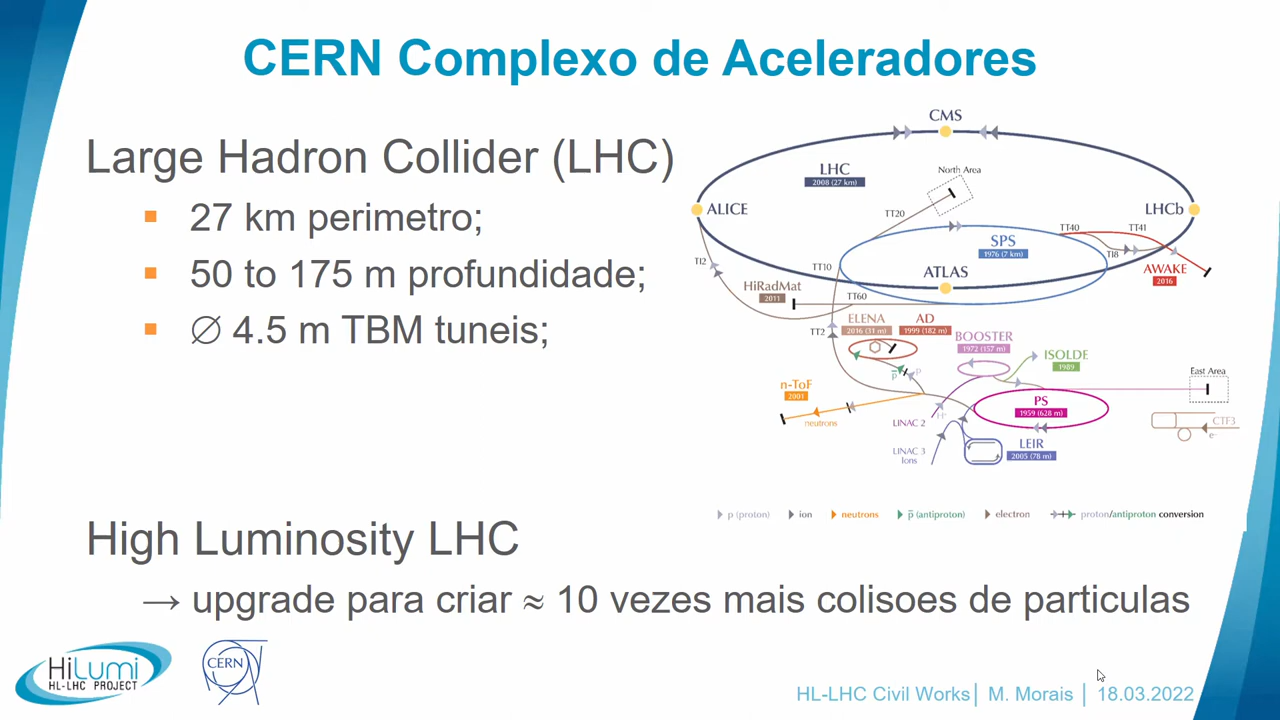 CERN Complexo de Aceleradores
Large Hadron Collider (LHC)
27 km perimetro;
50 to 175 m profundidade;
∅ 4.5 m TBM tuneis;
CMS
LHC
2008 (27 km)
North Area
ALICE
TT20
LHCb
TT40
TT41
SPS
1976 (7 km)
TI2
TT10
ATLAS
TI8
AWAKE
2016
HiRadMat
2011
TT60
ELENA
2016 (31 m)
AD
1999 (182 m)
TT2
BOOSTER
1972 (157 m)
ISOLDE
1989
p̅
p
East Area
n-ToF
2001
neutrons
H⁻
LINAC 2
PS
1959 (628 m)
CTF3
e⁻
LINAC 3
Ions
LEIR
2005 (78 m)
p (proton)
ion
neutrons
p̅ (antiproton)
electron
proton/antiproton conversion
High Luminosity LHC
→ upgrade para criar ≈ 10 vezes mais colisoes de particulas
HiLumi
HL-LHC PROJECT
CERN
HL-LHC Civil Works│ M. Morais │ 18.03.2022